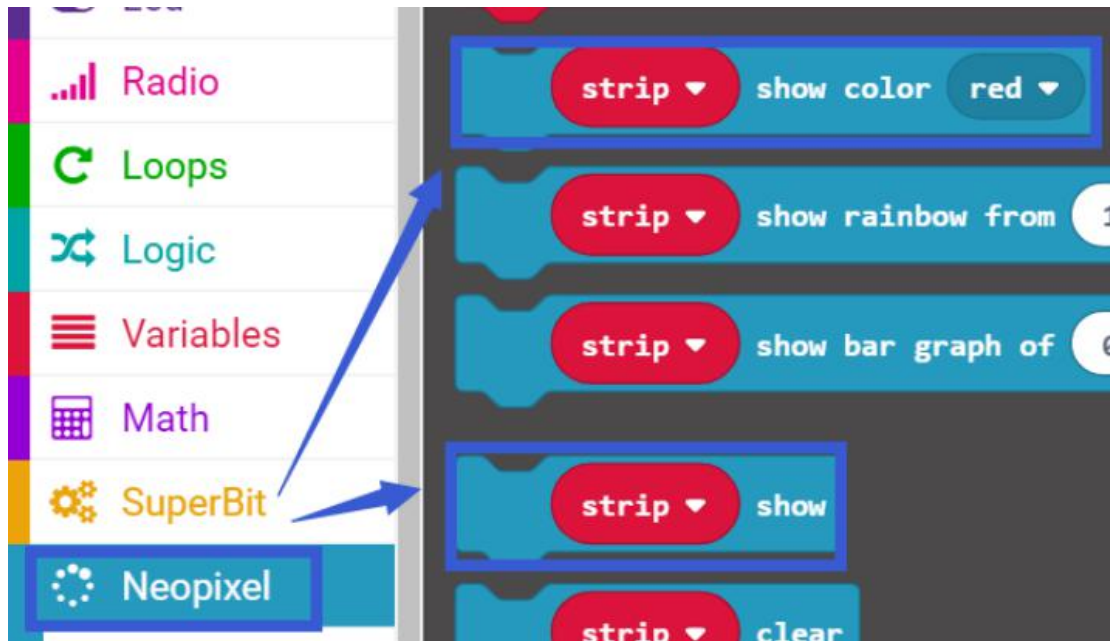 Radio
Loops
Logic
Variables
Math
SuperBit
Neopixel
strip show color red
strip show rainbow from 1
strip show bar graph of
strip show
strip clear